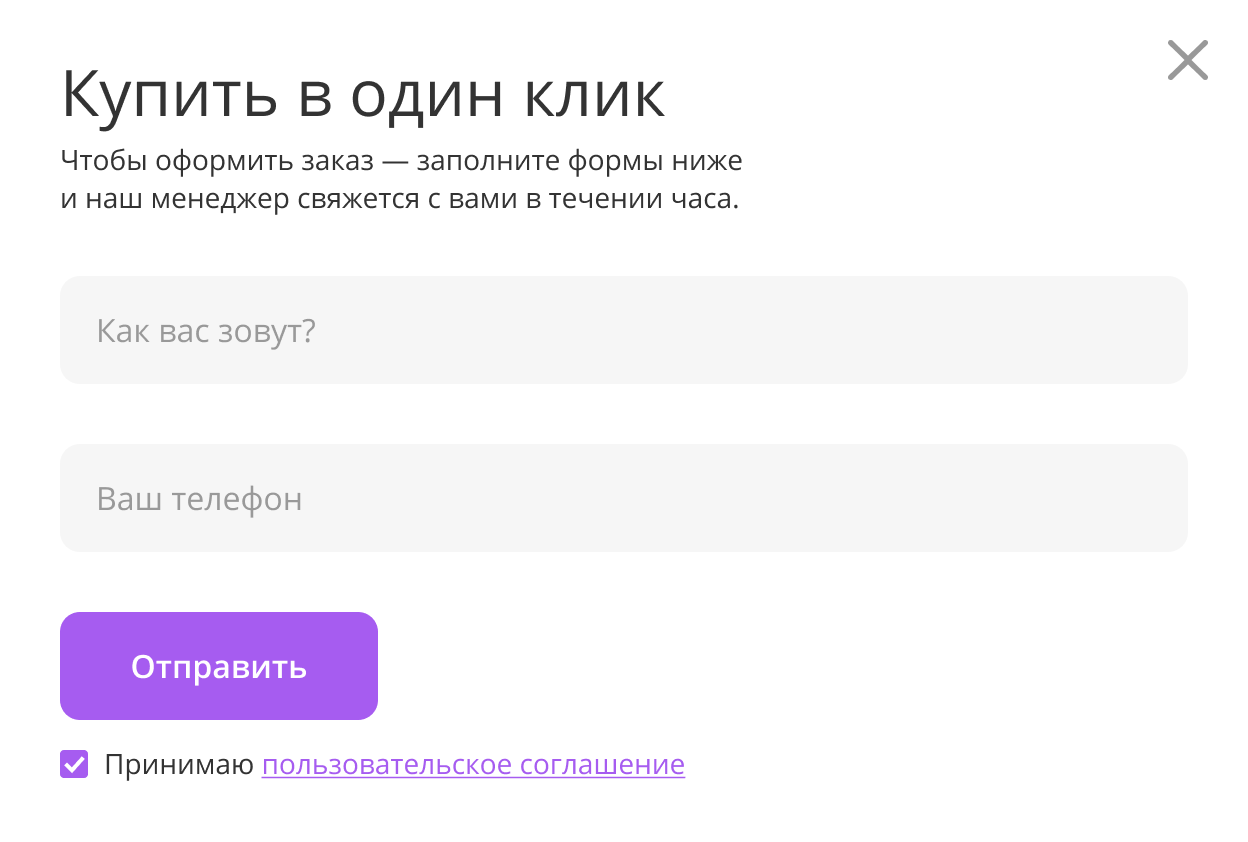 Купить в один клик
Чтобы оформить заказ — заполните формы ниже
и наш менеджер свяжется с вами в течении часа.
Как вас зовут?
Ваш телефон
Отправить
Принимаю пользовательское соглашение